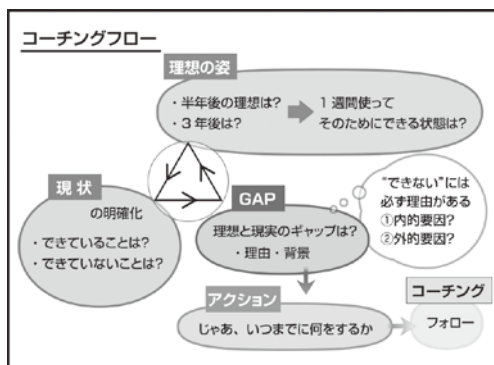 コーチングフロー
理想の姿
・半年後の理想は?
・3年後は?
1週間使って
そのためにできる状態は?
現状
の明確化
・できていることは?
・できていないことは?
GAP
理想と現実のギャップは?
・理由・背景
"できない"には
必ず理由がある
①内的要因?
②外的要因?
アクション
じゃあ、いつまでに何をするか
コーチング
フォロー